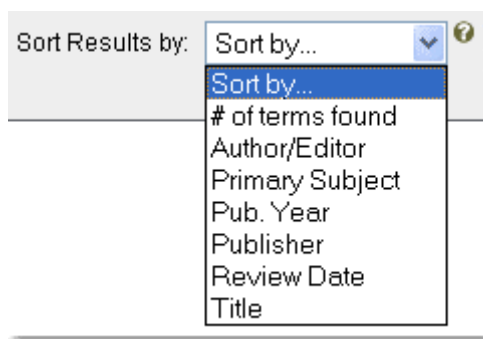 Sort Results by: Sort by... ?
Sort by...
# of terms found
Author/Editor
Primary Subject
Pub. Year
Publisher
Review Date
Title